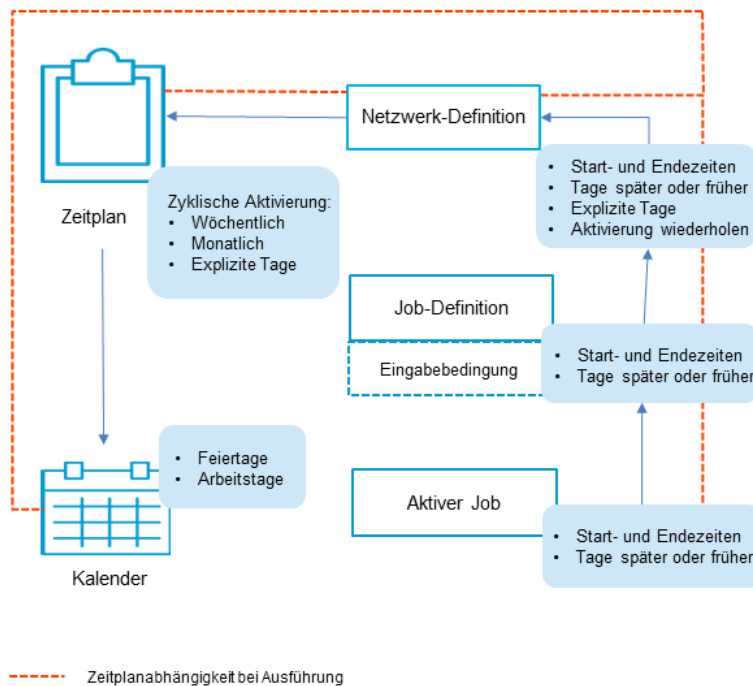 Netzwerk-Definition
Zeitplan
Zyklische Aktivierung:
• Wöchentlich
• Monatlich
• Explizite Tage
• Start- und Endezeiten
• Tage später oder früher
• Explizite Tage
• Aktivierung wiederholen
Job-Definition
Eingabebedingung
• Start- und Endezeiten
• Tage später oder früher
• Feiertage
• Arbeitstage
Kalender
Aktiver Job
• Start- und Endezeiten
• Tage später oder früher
Zeitplanabhängigkeit bei Ausführung